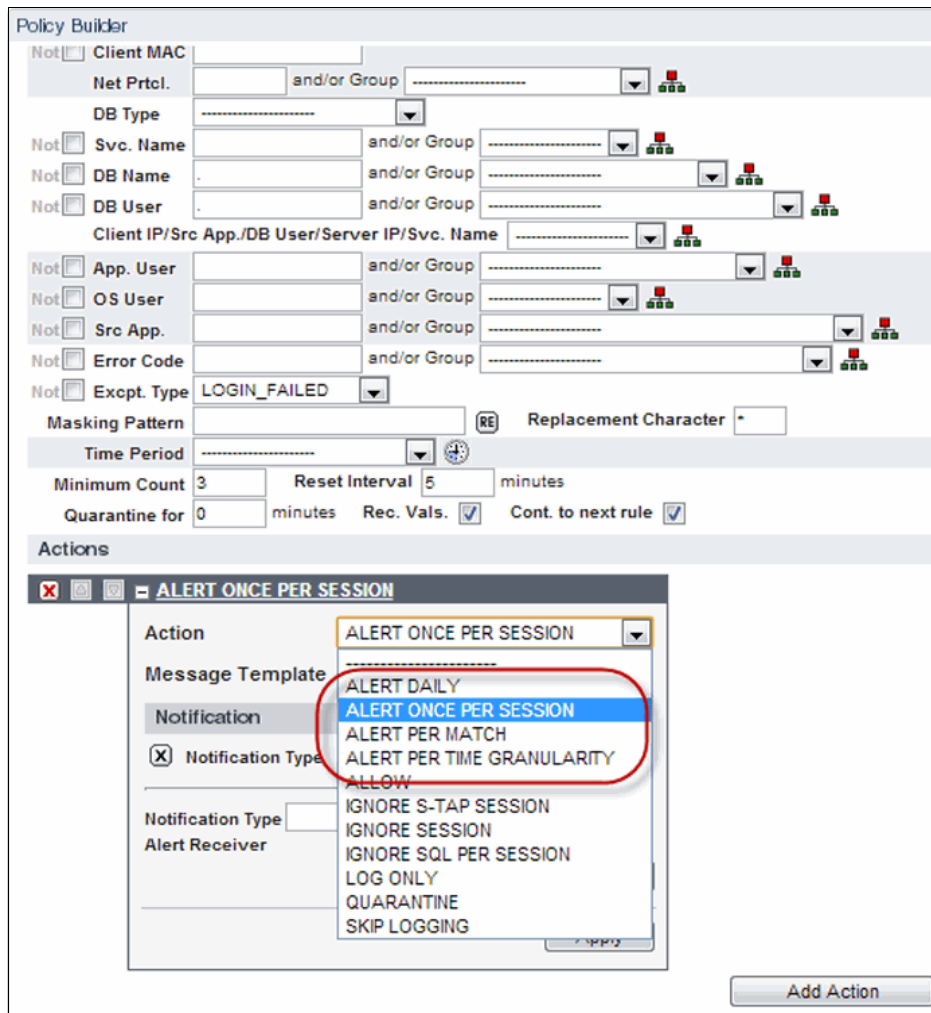 Policy Builder
Not Client MAC
Net Prtcl. and/or Group ----------------------
DB Type ----------------------
Not Svc. Name and/or Group ----------------------
Not DB Name . and/or Group ----------------------
Not DB User . and/or Group ----------------------
Client IP/Src App./DB User/Server IP/Svc. Name ----------------------
Not App. User and/or Group ----------------------
Not OS User and/or Group ----------------------
Not Src App. and/or Group ----------------------
Not Error Code and/or Group ----------------------
Not Excpt. Type LOGIN_FAILED
Masking Pattern RE Replacement Character *
Time Period ----------------------
Minimum Count 3 Reset Interval 5 minutes
Quarantine for 0 minutes Rec. Vals. Cont. to next rule
Actions
ALERT ONCE PER SESSION
Action ALERT ONCE PER SESSION
----------------------
Message Template
ALERT DAILY
Notification ALERT ONCE PER SESSION
ALERT PER MATCH
Notification Type ALERT PER TIME GRANULARITY
ALLOW
IGNORE S-TAP SESSION
Notification Type
IGNORE SESSION
Alert Receiver
IGNORE SQL PER SESSION
LOG ONLY
QUARANTINE
SKIP LOGGING
Apply
Add Action